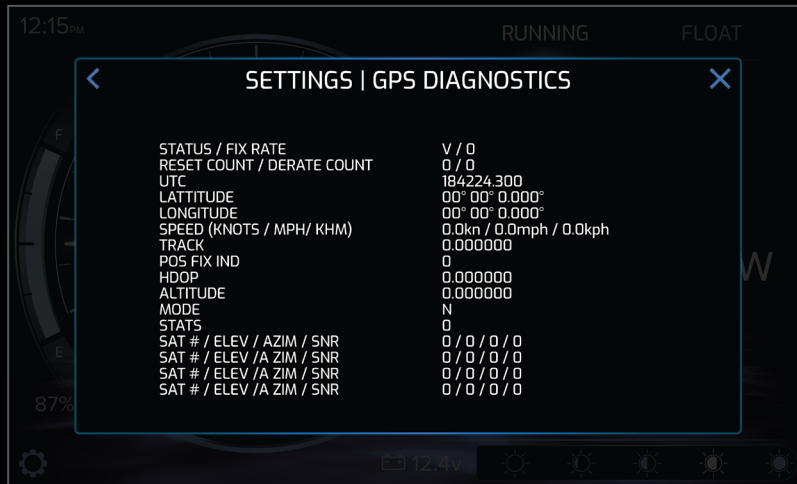 12:15PM
RUNNING
FLOAT
SETTINGS | GPS DIAGNOSTICS
STATUS / FIX RATE V / 0
RESET COUNT / DERATE COUNT 0 / 0
UTC 184224.300
LATTITUDE 00° 00° 0.000°
LONGITUDE 00° 00° 0.000°
SPEED (KNOTS / MPH/ KHM) 0.0kn / 0.0mph / 0.0kph
TRACK 0.000000
POS FIX IND 0
HDOP 0.000000
ALTITUDE 0.000000
MODE N
STATS 0
SAT # / ELEV / AZIM / SNR 0 / 0 / 0 / 0
SAT # / ELEV /A ZIM / SNR 0 / 0 / 0 / 0
SAT # / ELEV /A ZIM / SNR 0 / 0 / 0 / 0
SAT # / ELEV /A ZIM / SNR 0 / 0 / 0 / 0
F
W
E
87%
12.4v